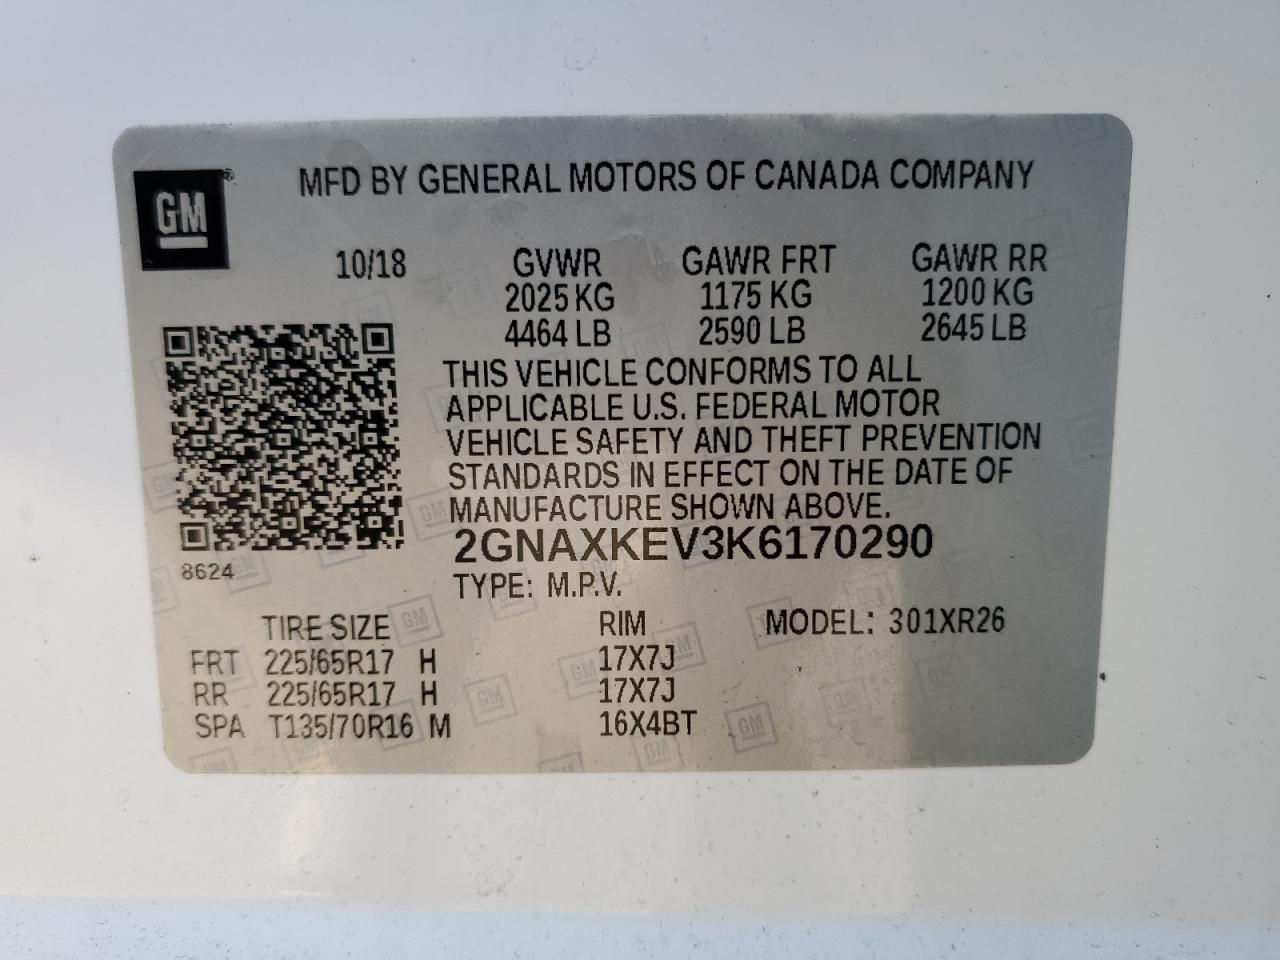 GM®
MFD BY GENERAL MOTORS OF CANADA COMPANY
10/18 GVWR GAWR FRT GAWR RR
2025 KG 1175 KG 1200 KG
4464 LB 2590 LB 2645 LB
THIS VEHICLE CONFORMS TO ALL
APPLICABLE U.S. FEDERAL MOTOR
VEHICLE SAFETY AND THEFT PREVENTION
STANDARDS IN EFFECT ON THE DATE OF
MANUFACTURE SHOWN ABOVE.
2GNAXKEV3K6170290
8624
TYPE: M.P.V.
TIRE SIZE RIM MODEL: 301XR26
FRT 225/65R17 H 17X7J
RR 225/65R17 H 17X7J
SPA T135/70R16 M 16X4BT